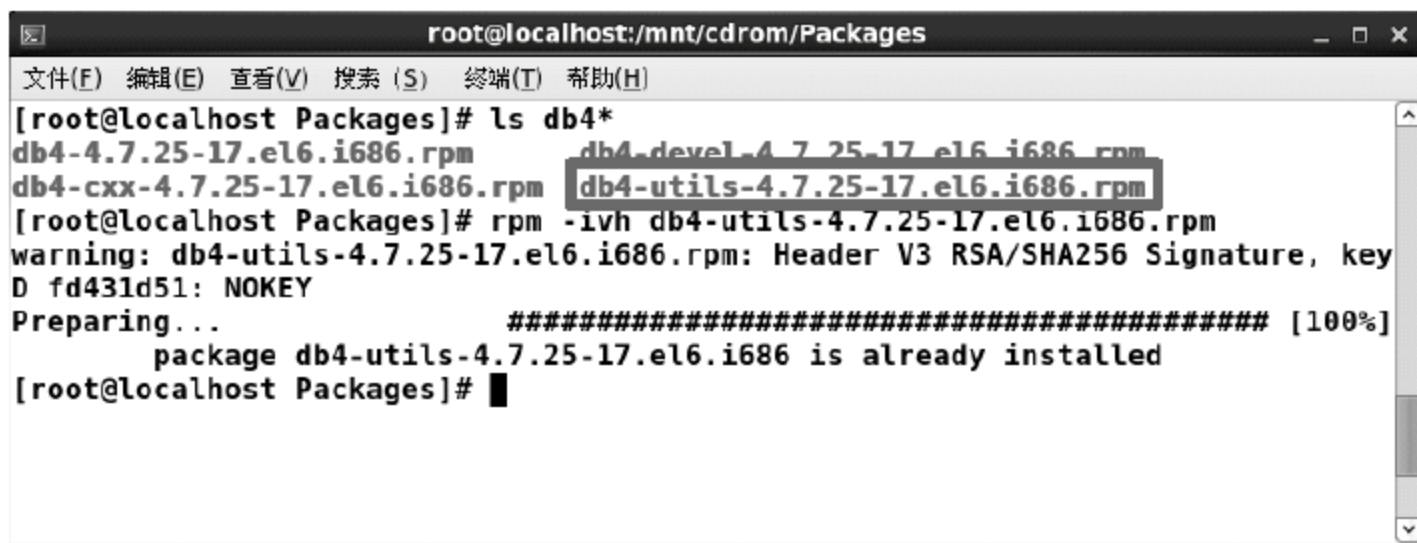 root@localhost:/mnt/cdrom/Packages
文件(F) 编辑(E) 查看(V) 搜索 (S) 终端(T) 帮助(H)
[root@localhost Packages]# ls db4*
db4-4.7.25-17.el6.i686.rpm db4-devel-4.7.25-17.el6.i686.rpm
db4-cxx-4.7.25-17.el6.i686.rpm db4-utils-4.7.25-17.el6.i686.rpm
[root@localhost Packages]# rpm -ivh db4-utils-4.7.25-17.el6.i686.rpm
warning: db4-utils-4.7.25-17.el6.i686.rpm: Header V3 RSA/SHA256 Signature, key
D fd431d51: NOKEY
Preparing... ########################################### [100%]
package db4-utils-4.7.25-17.el6.i686 is already installed
[root@localhost Packages]#